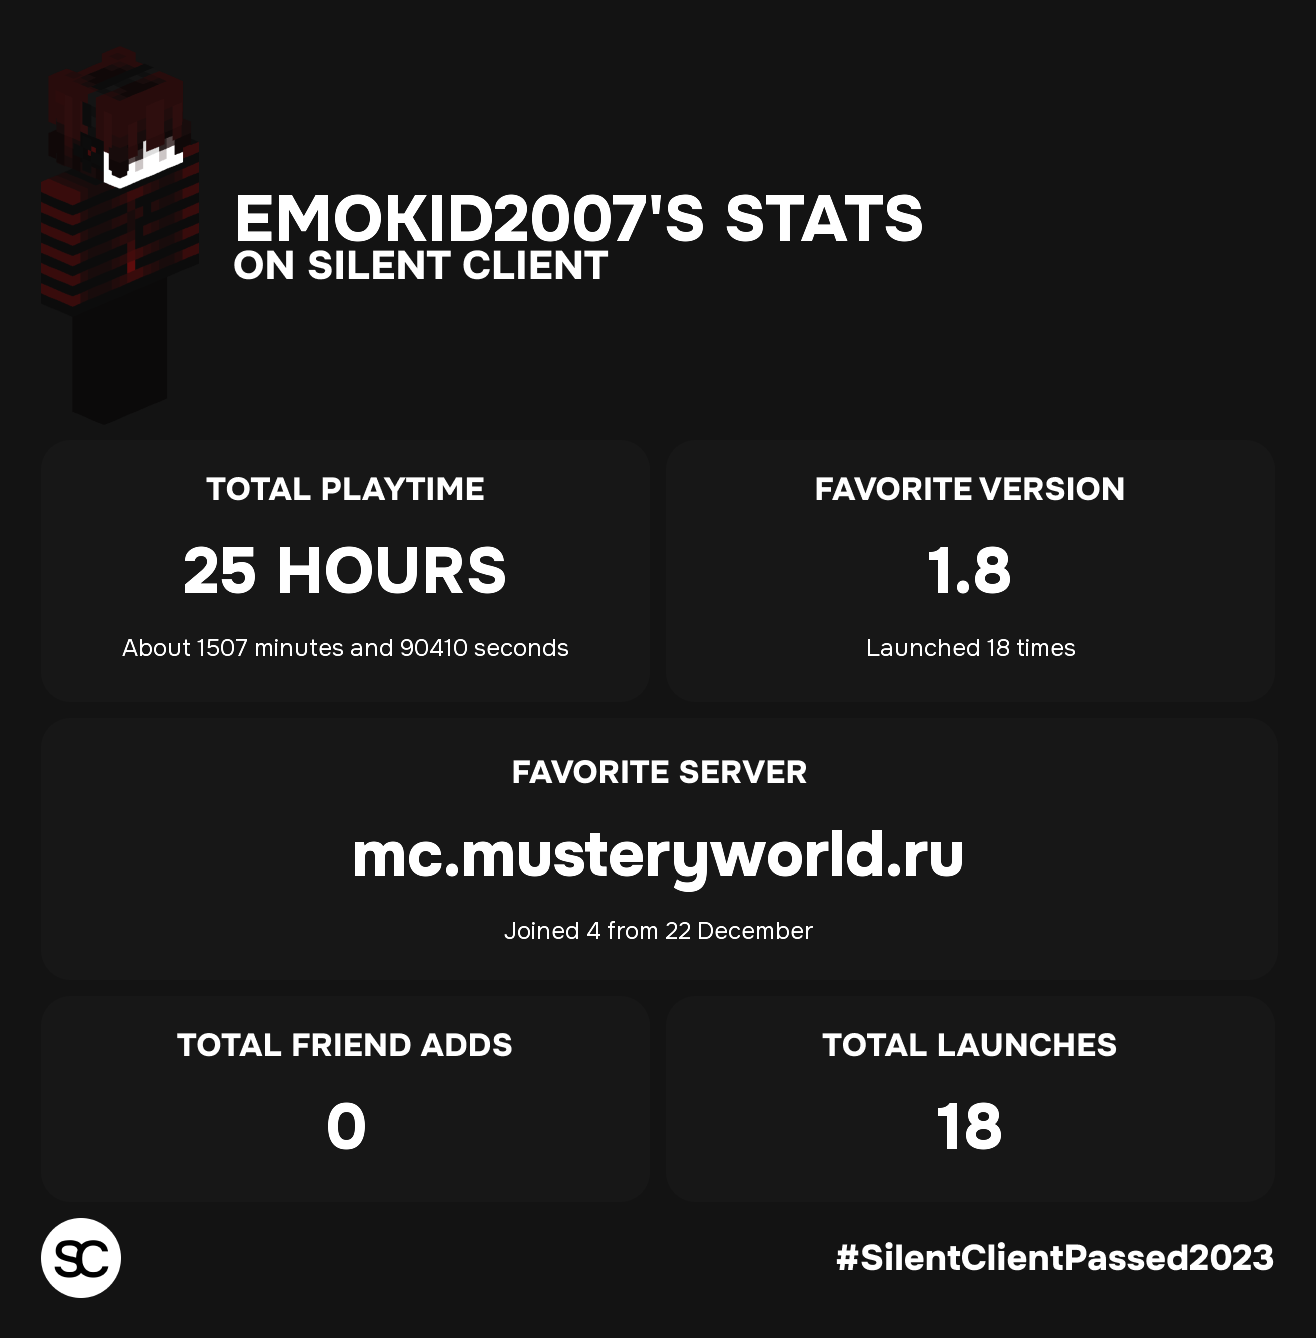 EMOKID2007'S STATS
ON SILENT CLIENT
TOTAL PLAYTIME
25 HOURS
About 1507 minutes and 90410 seconds
FAVORITE VERSION
1.8
Launched 18 times
FAVORITE SERVER
mc.musteryworld.ru
Joined 4 from 22 December
TOTAL FRIEND ADDS
0
TOTAL LAUNCHES
18
SC
#SilentClientPassed2023